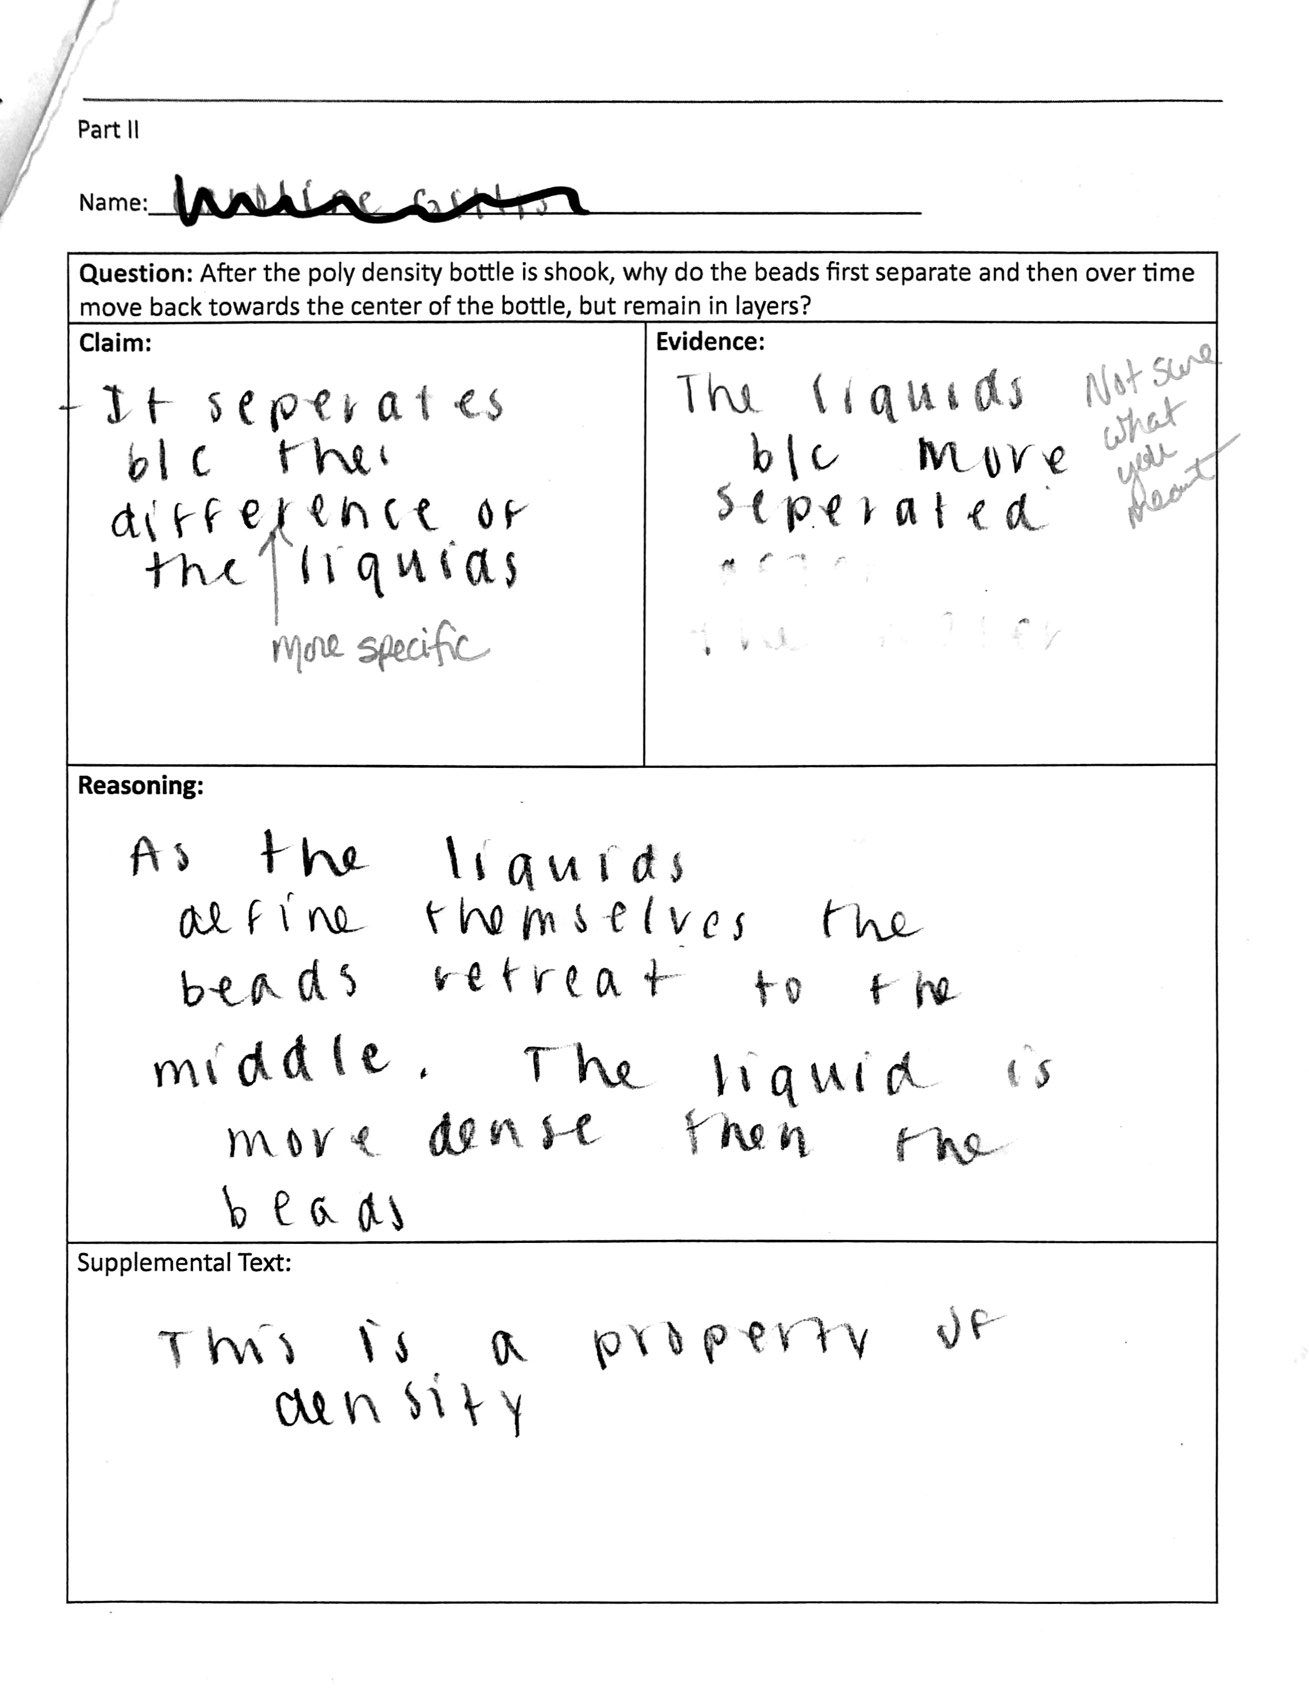 Part II
Name:
Question: After the poly density bottle is shook, why do the beads first separate and then over time
move back towards the center of the bottle, but remain in layers?
Claim:
- It seperates
b/c the
difference of
the liquids
more specific
Evidence:
The liquids
b/c more
seperated
Not sure
what
you
meant
Reasoning:
As the liquids
define themselves the
beads retreat to the
middle. The liquid is
more dense then the
beads
Supplemental Text:
This is a property of
density